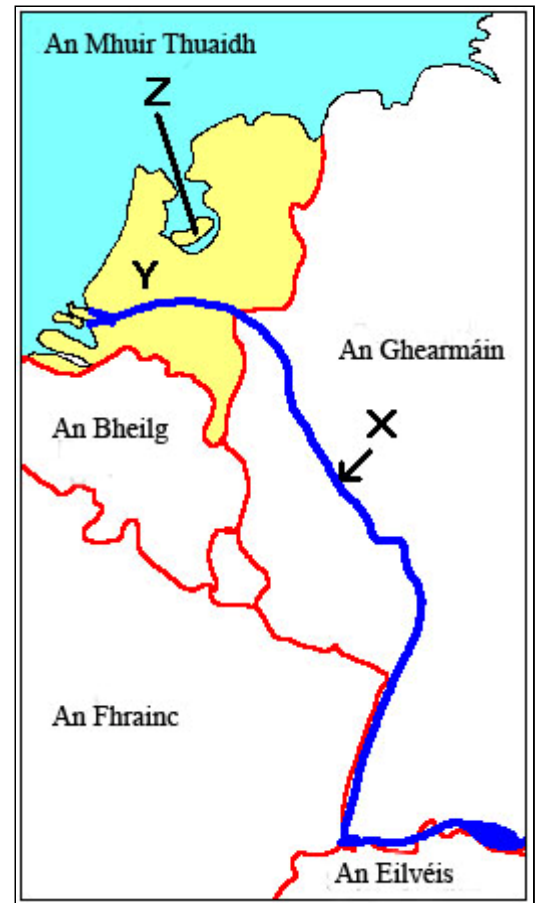 An Mhuir Thuaidh
Z
Y
An Ghearmáin
X
An Bheilg
An Fhrainc
An Eilvéis